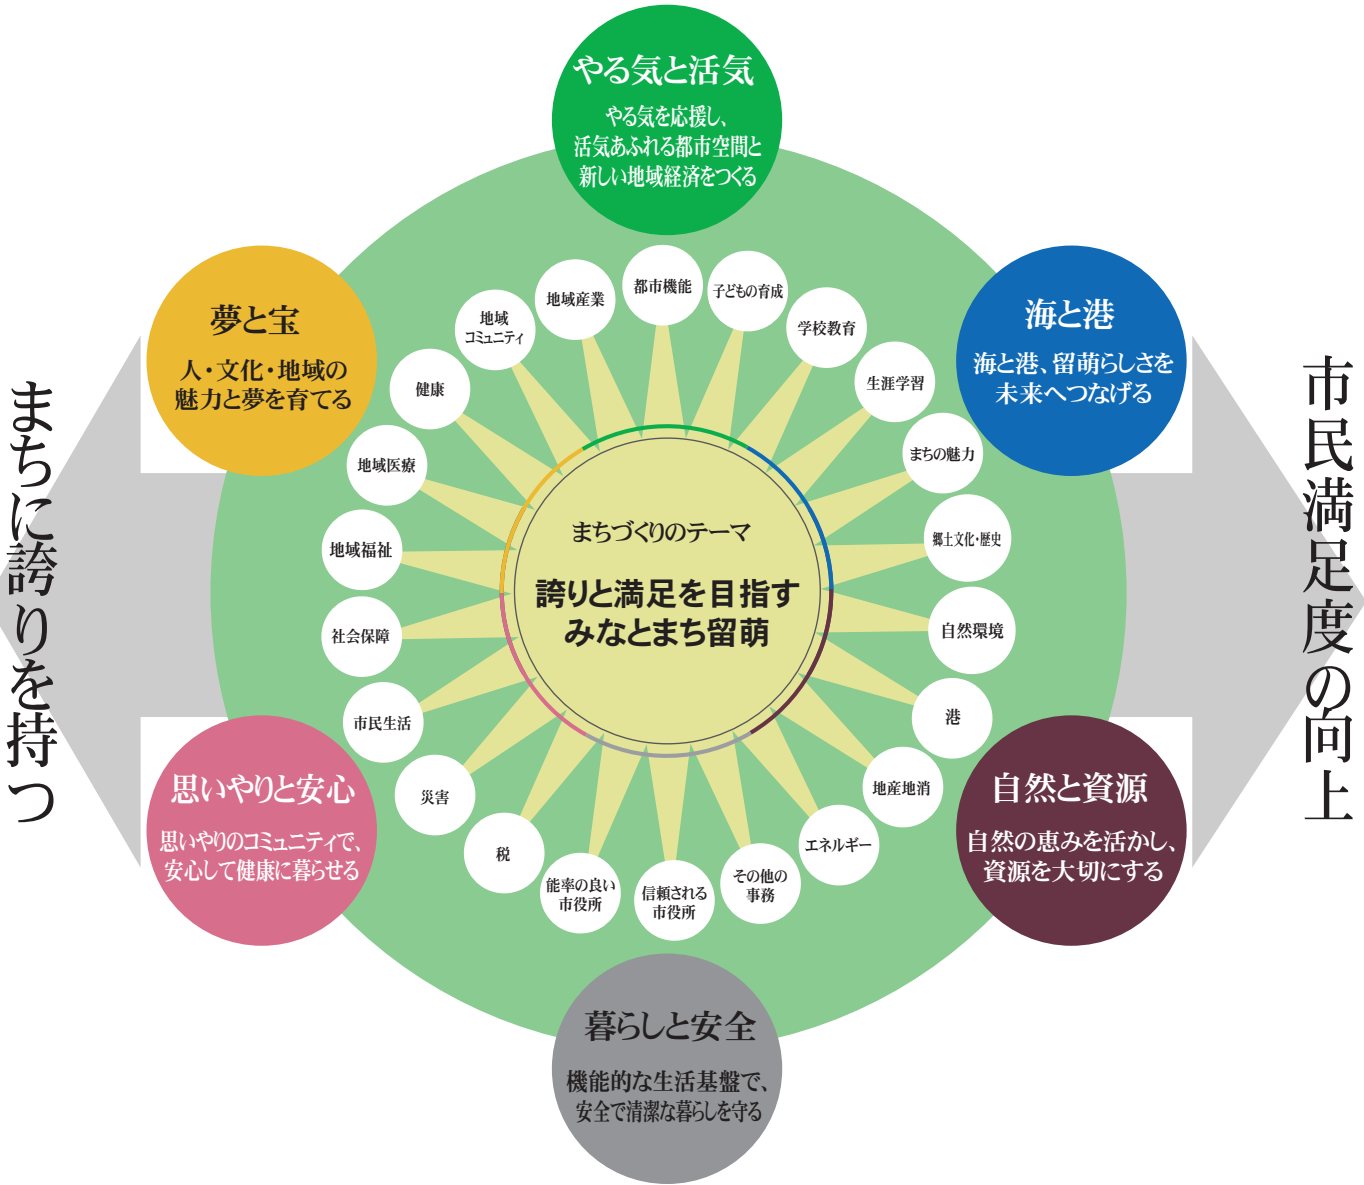 やる気と活気
やる気を応援し、
活気あふれる都市空間と
新しい地域経済をつくる
夢と宝
人・文化・地域の
魅力と夢を育てる
海と港
海と港、留萌らしさを
未来へつなげる
まちに誇りを持つ
市民満足度の向上
都市機能
子どもの育成
学校教育
生涯学習
まちの魅力
郷土文化・歴史
自然環境
港
地産地消
エネルギー
その他の
事務
信頼される
市役所
能率の良い
市役所
税
災害
市民生活
社会保障
地域福祉
地域医療
健康
地域
コミュニティ
地域産業
まちづくりのテーマ
誇りと満足を目指す
みなとまち留萌
思いやりと安心
思いやりのコミュニティで、
安心して健康に暮らせる
自然と資源
自然の恵みを活かし、
資源を大切にする
暮らしと安全
機能的な生活基盤で、
安全で清潔な暮らしを守る